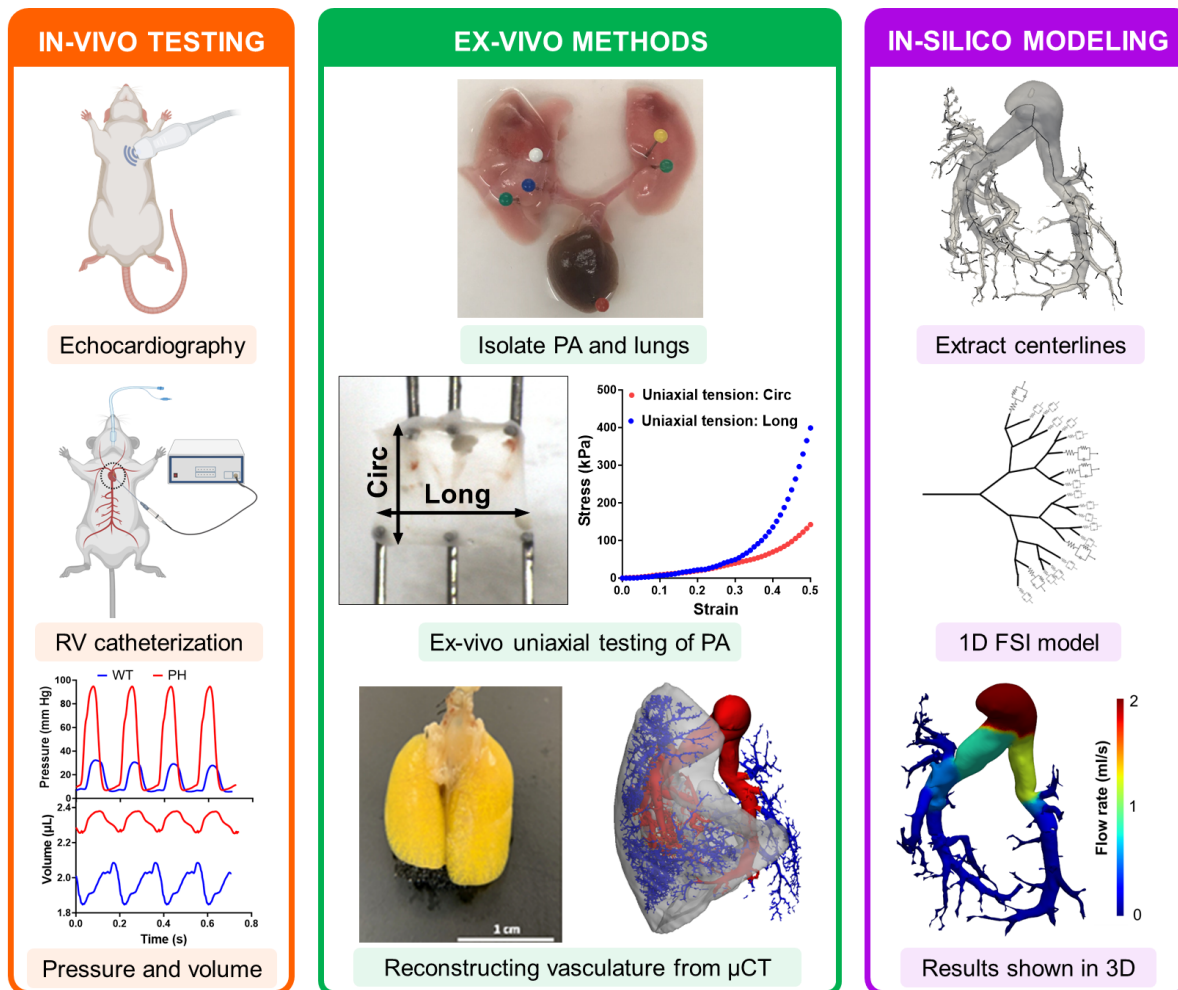 IN-VIVO TESTING
Echocardiography
RV catheterization
WT PH
Pressure (mm Hg)
100
80
60
40
20
0
Volume (µL)
2.4
2.2
2.0
1.8
0.0 0.2 0.4 0.6 0.8
Time (s)
Pressure and volume
EX-VIVO METHODS
Isolate PA and lungs
Circ
Long
Uniaxial tension: Circ
Uniaxial tension: Long
Stress (kPa)
500
400
300
200
100
0
0.0 0.1 0.2 0.3 0.4 0.5
Strain
Ex-vivo uniaxial testing of PA
1 cm
Reconstructing vasculature from µCT
IN-SILICO MODELING
Extract centerlines
1D FSI model
Flow rate (ml/s)
2
1
0
Results shown in 3D